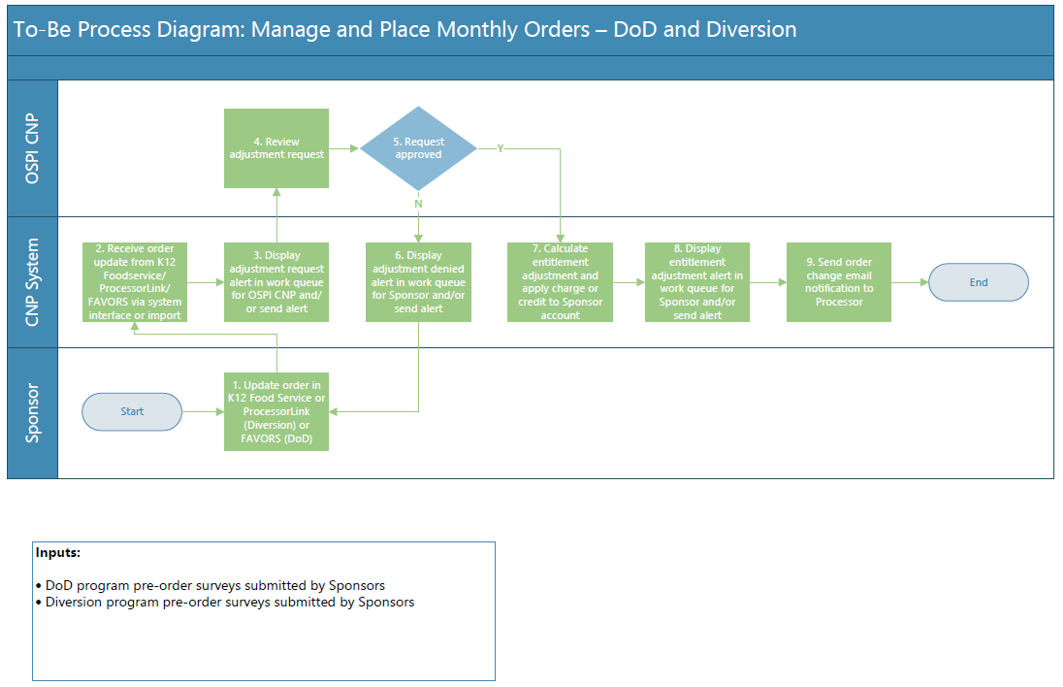 To-Be Process Diagram: Manage and Place Monthly Orders – DoD and Diversion
OSPI CNP
4. Review
adjustment request
5. Request
approved
Y
N
CNP System
2. Receive order
update from K12
Foodservice/
ProcessorLink/
FAVORS via system
interface or import
3. Display
adjustment request
alert in work queue
for OSPI CNP and/
or send alert
6. Display
adjustment denied
alert in work queue
for Sponsor and/or
send alert
7. Calculate
entitlement
adjustment and
apply charge or
credit to Sponsor
account
8. Display
entitlement
adjustment alert in
work queue for
Sponsor and/or
send alert
9. Send order
change email
notification to
Processor
End
Sponsor
Start
1. Update order in
K12 Food Service or
ProcessorLink
(Diversion) or
FAVORS (DoD)
Inputs:
• DoD program pre-order surveys submitted by Sponsors
• Diversion program pre-order surveys submitted by Sponsors